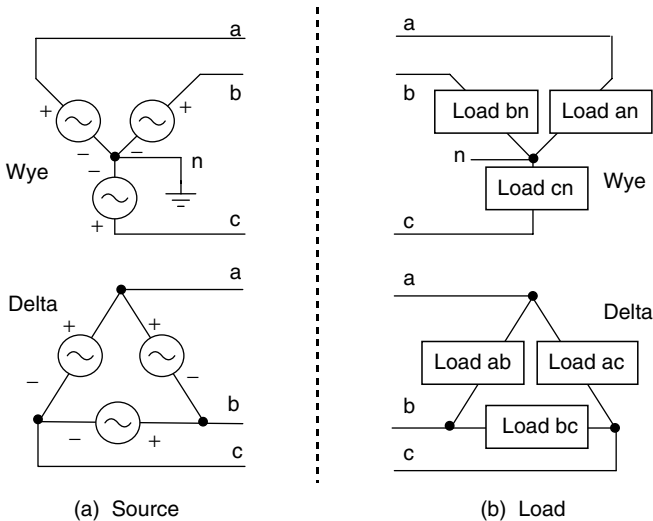 a
+
+
b
−
−
n
Wye
−
+
c
a
Delta
+
+
−
−
b
−
+
c
(a) Source
a
b
Load bn
Load an
n
Load cn
Wye
c
a
Delta
Load ab
Load ac
b
Load bc
c
(b) Load